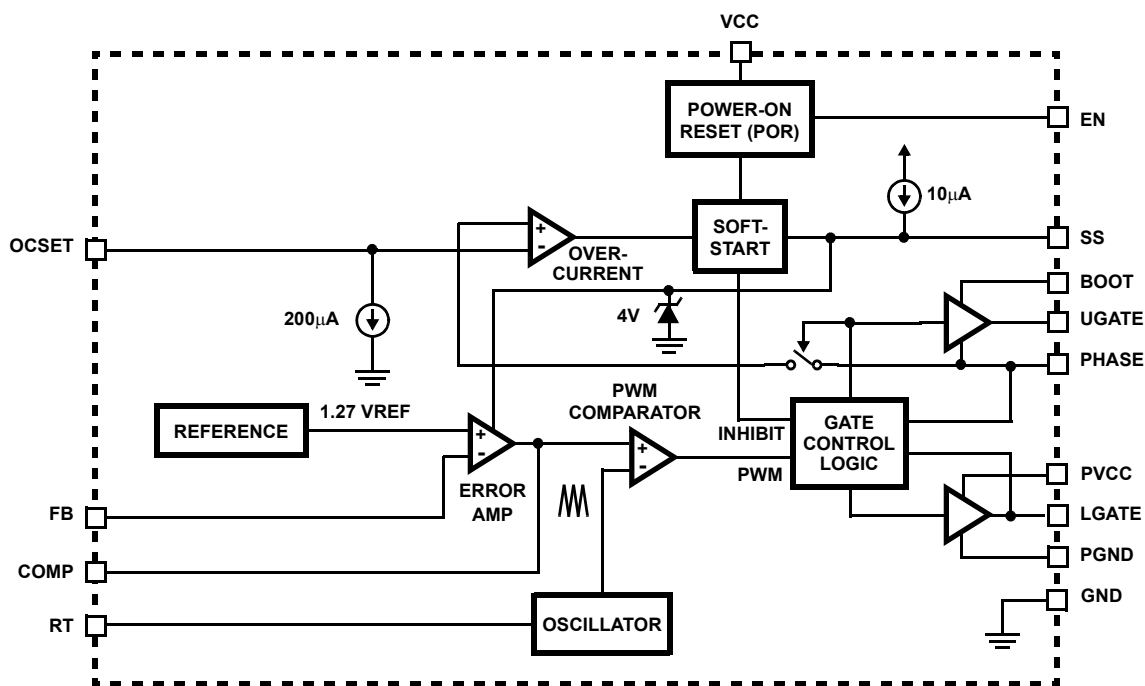 VCC
POWER-ON
RESET (POR)
EN
10μA
OCSET
+
-
OVER-
CURRENT
SOFT-
START
SS
BOOT
200μA
4V
UGATE
PHASE
PWM
COMPARATOR
1.27 VREF
REFERENCE
+
-
ERROR
AMP
+
-
INHIBIT
PWM
GATE
CONTROL
LOGIC
PVCC
FB
LGATE
COMP
PGND
RT
OSCILLATOR
GND